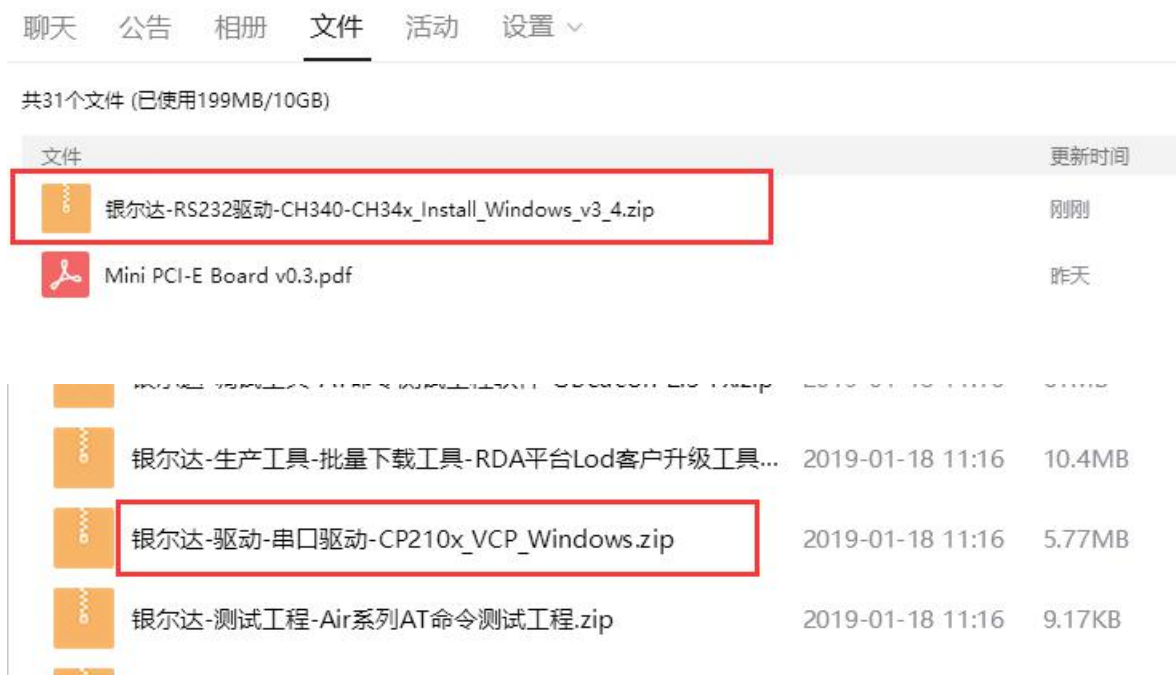 聊天 公告 相册 文件 活动 设置
共31个文件 (已使用199MB/10GB)
文件 更新时间
银尔达-RS232驱动-CH340-CH34x_Install_Windows_v3_4.zip 刚刚
Mini PCI-E Board v0.3.pdf 昨天
银尔达-生产工具-批量下载工具-RDA平台Lod客户升级工具... 2019-01-18 11:16 10.4MB
银尔达-驱动-串口驱动-CP210x_VCP_Windows.zip 2019-01-18 11:16 5.77MB
银尔达-测试工程-Air系列AT命令测试工程.zip 2019-01-18 11:16 9.17KB